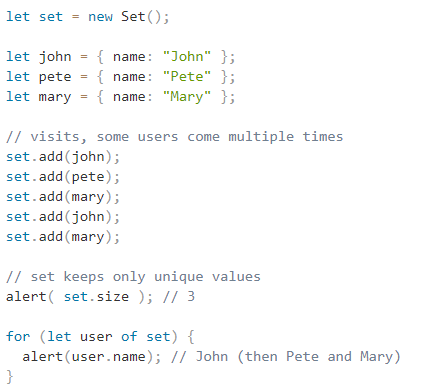 let set = new Set();
let john = { name: "John" };
let pete = { name: "Pete" };
let mary = { name: "Mary" };
// visits, some users come multiple times
set.add(john);
set.add(pete);
set.add(mary);
set.add(john);
set.add(mary);
// set keeps only unique values
alert( set.size ); // 3
for (let user of set) {
  alert(user.name); // John (then Pete and Mary)
}